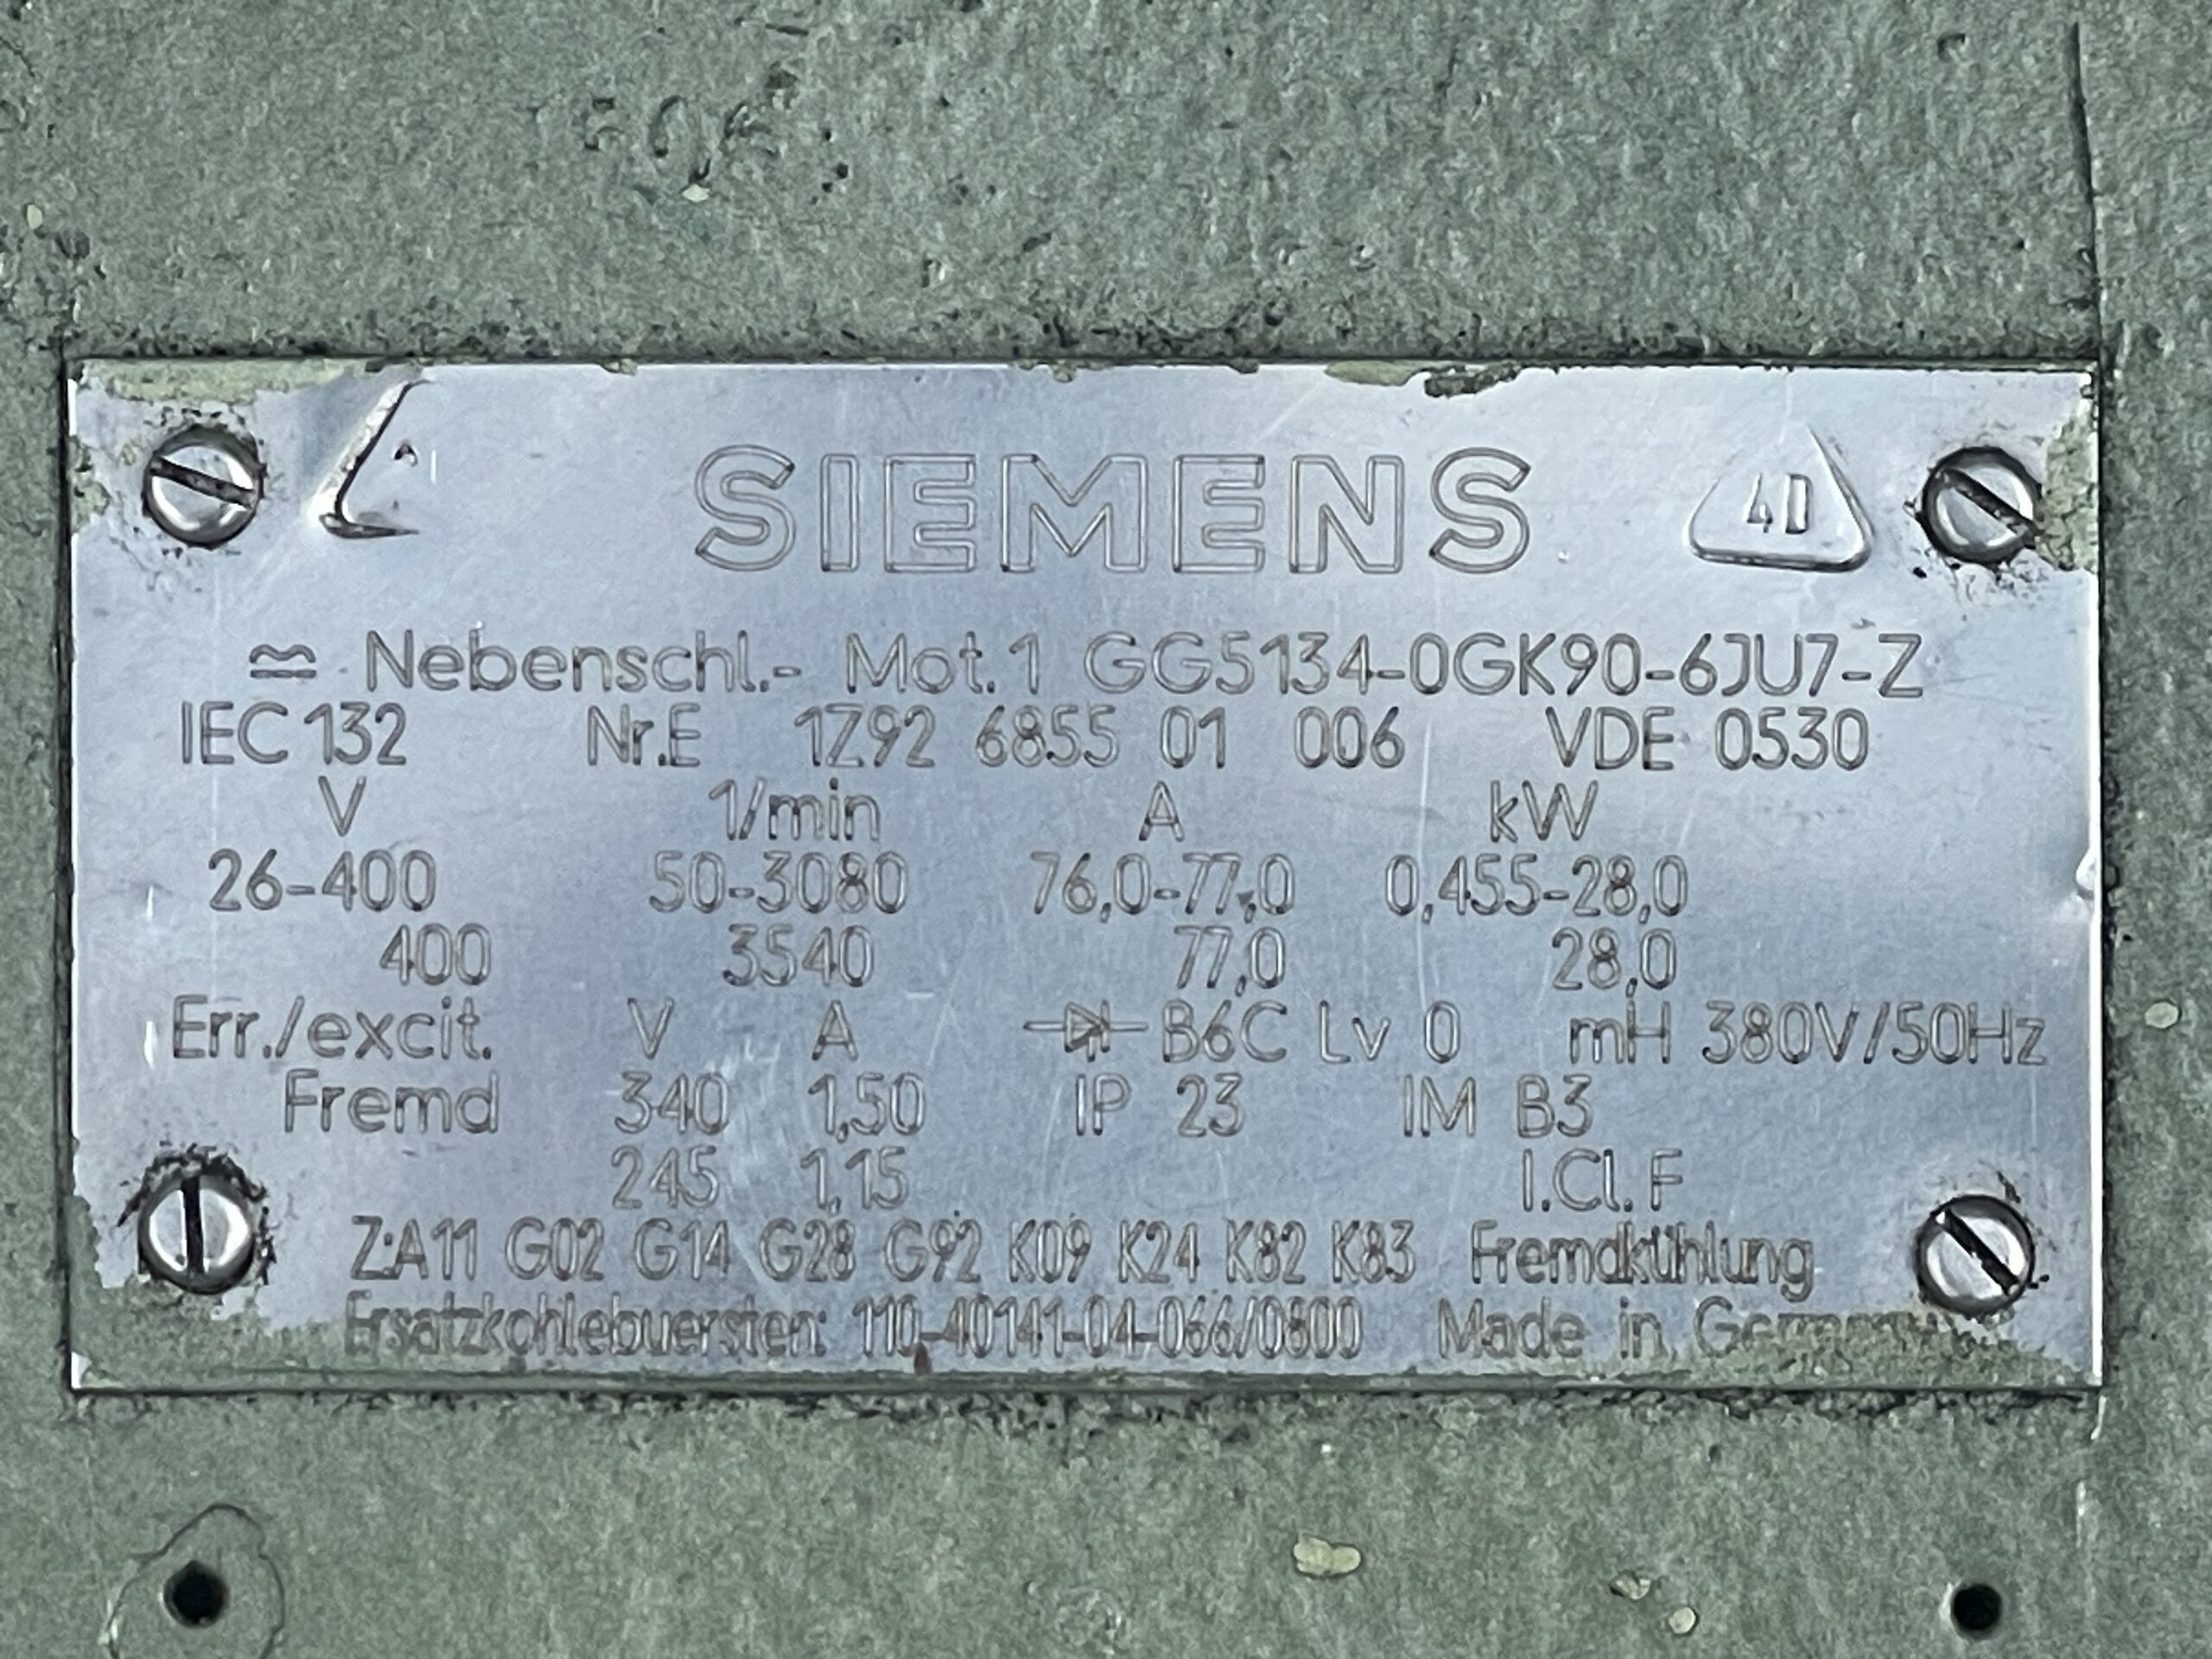 SIEMENS 4D
≂ Nebenschl.- Mot. 1 GG5134-0GK90-6JU7-Z
IEC 132 Nr.E 1Z92 6855 01 006 VDE 0530
V 1/min A kW
26-400 50-3080 76,0-77,0 0,455-28,0
400 3540 77,0 28,0
Err./excit. V A B6C Lv 0 mH 380V/50Hz
Fremd 340 1,50 IP 23 IM B3
245 1,15 I.Cl. F
Z:A11 G02 G14 G28 G92 K09 K24 K82 K83 Fremdkühlung
Ersatzkohlebuersten: 110-40141-04-066/0800 Made in Germany